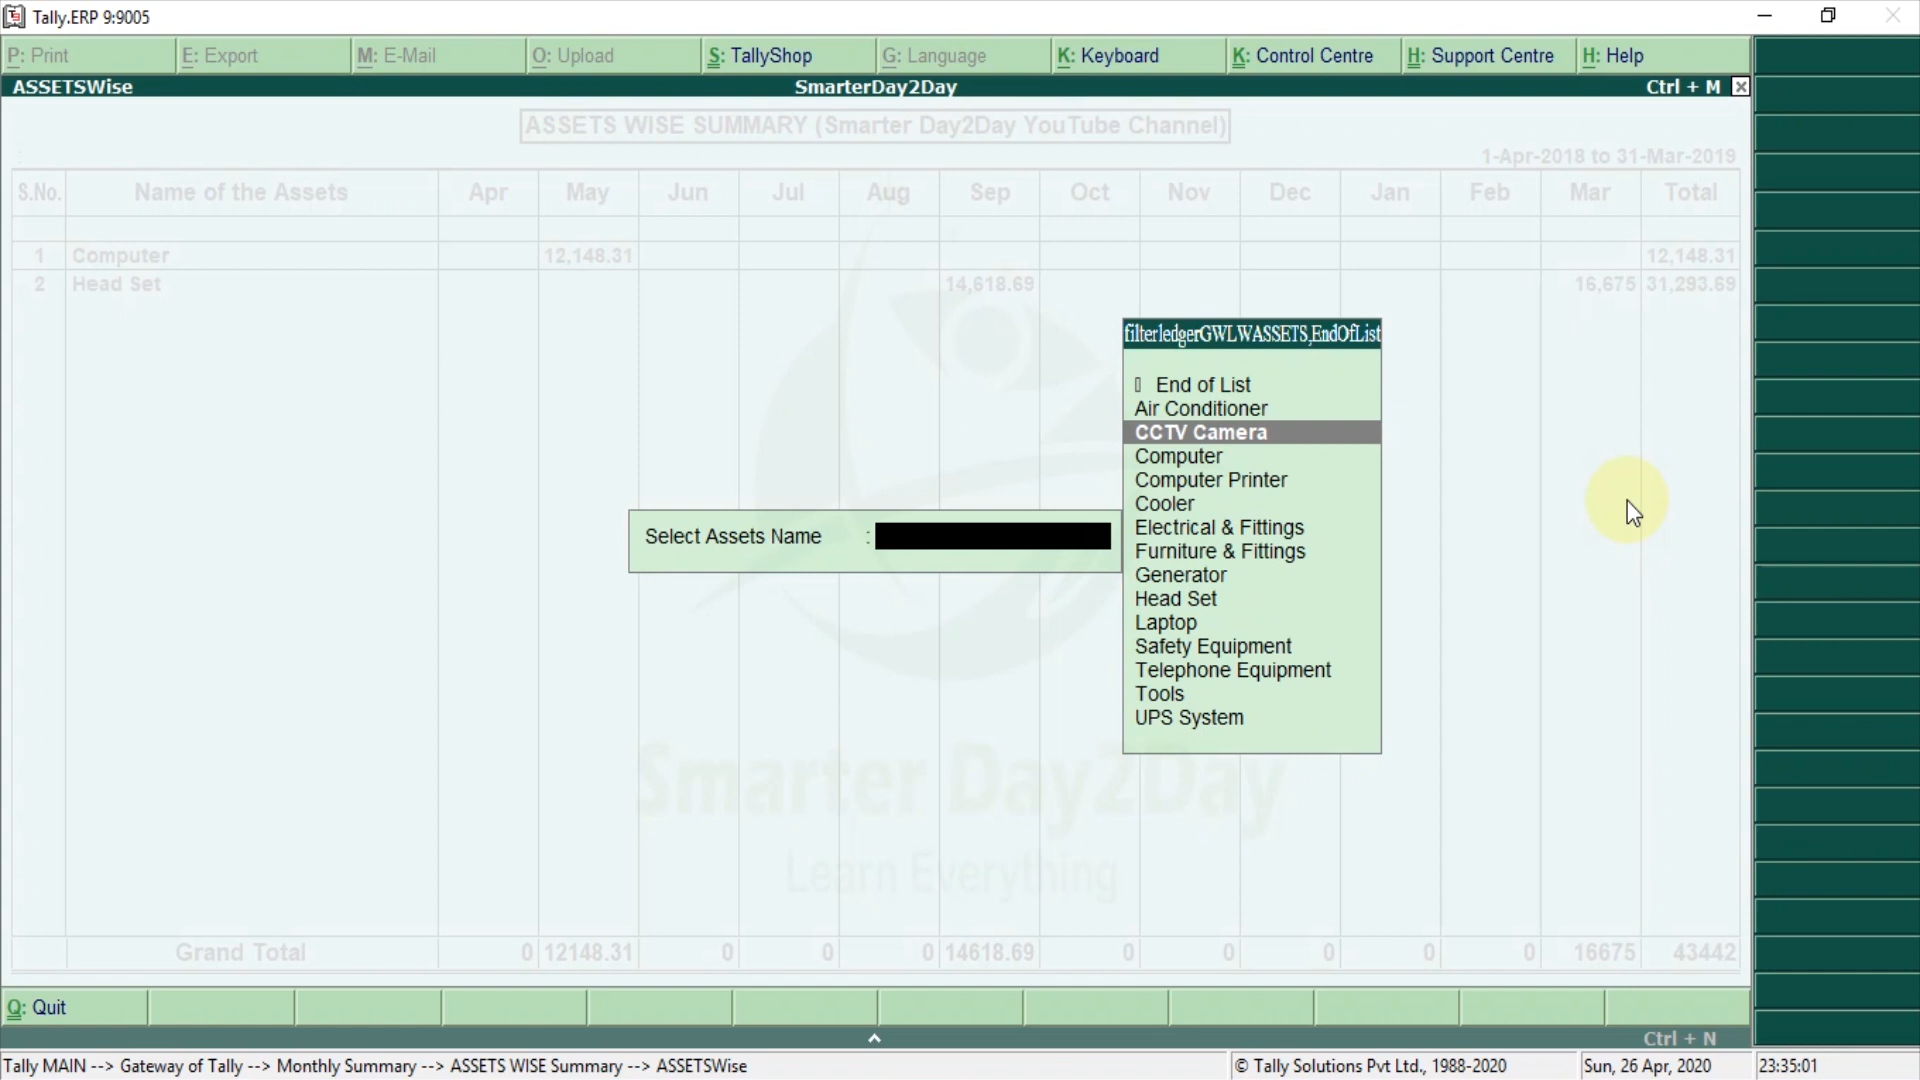 Tally.ERP 9:9005
P: Print E: Export M: E-Mail O: Upload S: TallyShop G: Language K: Keyboard K: Control Centre H: Support Centre H: Help
ASSETSWise SmarterDay2Day Ctrl + M
ASSETS WISE SUMMARY (Smarter Day2Day YouTube Channel)
1-Apr-2018 to 31-Mar-2019
S.No. Name of the Assets Apr May Jun Jul Aug Sep Oct Nov Dec Jan Feb Mar Total
1 Computer 12,148.31 12,148.31
2 Head Set 14,618.69 16,675 31,293.69
filterledgerGWLWASSETS,EndOfList
End of List
Air Conditioner
CCTV Camera
Computer
Computer Printer
Cooler
Electrical & Fittings
Select Assets Name :
Furniture & Fittings
Generator
Head Set
Laptop
Safety Equipment
Telephone Equipment
Tools
UPS System
Smarter Day2Day
Learn Everything
Grand Total 0 12148.31 0 0 0 14618.69 0 0 0 0 0 16675 43442
Q: Quit
Ctrl + N
Tally MAIN --> Gateway of Tally --> Monthly Summary --> ASSETS WISE Summary --> ASSETSWise © Tally Solutions Pvt Ltd., 1988-2020 Sun, 26 Apr, 2020 23:35:01